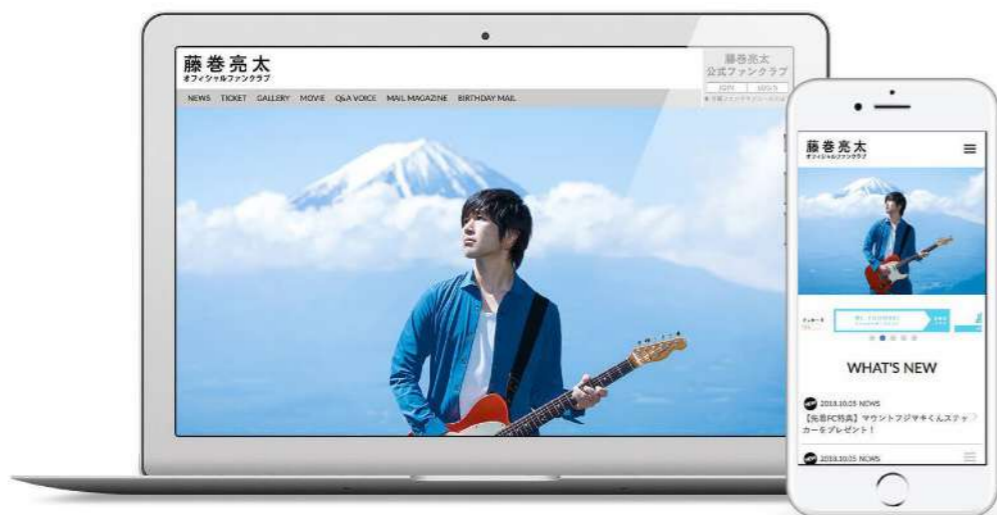 藤巻亮太
オフィシャルファンクラブ
藤巻亮太
公式ファンクラブ
JOIN LOGIN
NEWS TICKET GALLERY MOVIE Q&A VOICE MAIL MAGAZINE BIRTHDAY MAIL
藤巻亮太
オフィシャルファンクラブ
WHAT'S NEW
2018.10.05 NEWS
【先着FC特典】マウントフジマキくんステッ
カーをプレゼント!
2018.10.05 NEWS